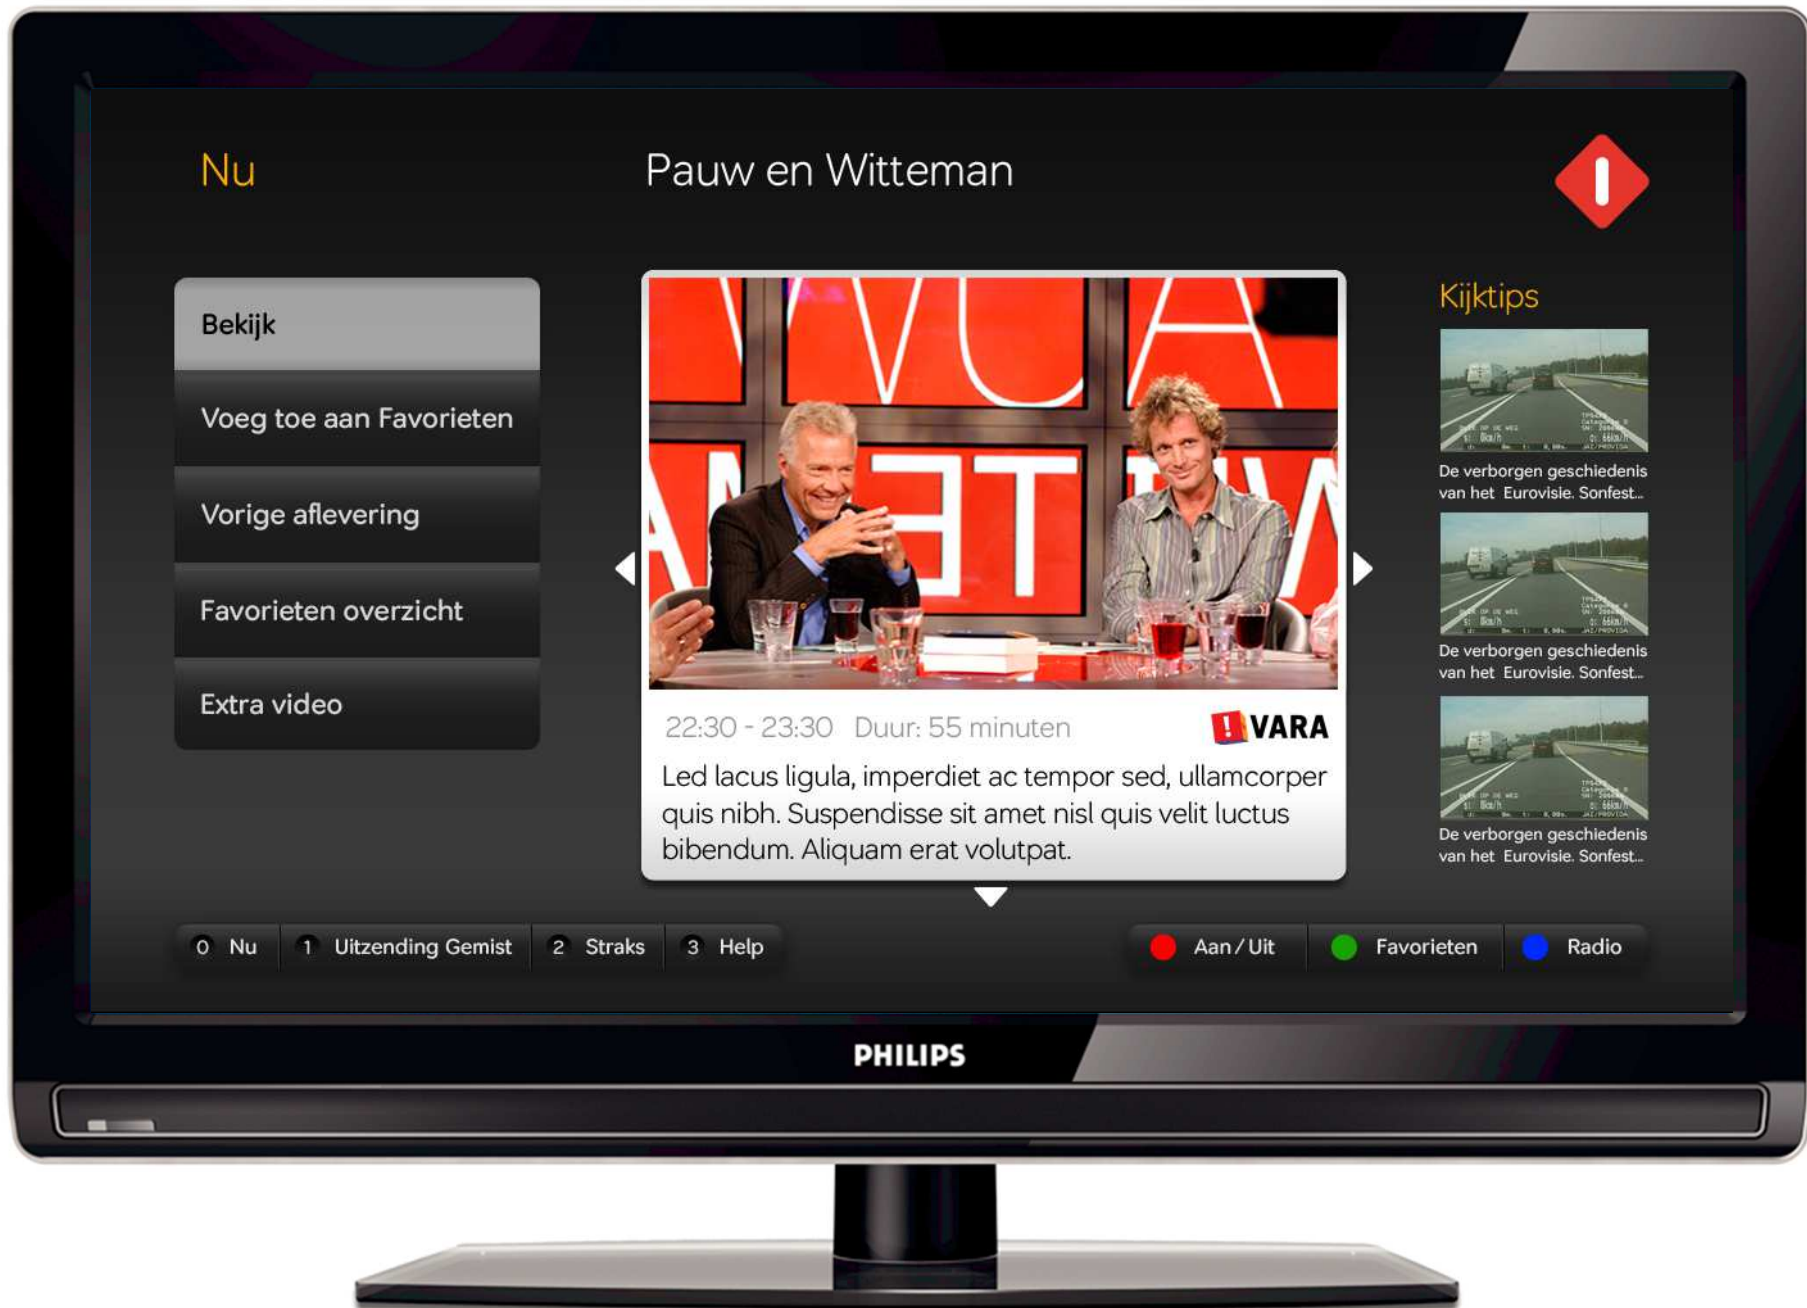 Nu
Pauw en Witteman
Bekijk
Voeg toe aan Favorieten
Vorige aflevering
Favorieten overzicht
Extra video
22:30 - 23:30 Duur: 55 minuten
! VARA
Led lacus ligula, imperdiet ac tempor sed, ullamcorper
quis nibh. Suspendisse sit amet nisl quis velit luctus
bibendum. Aliquam erat volutpat.
Kijktips
De verborgen geschiedenis
van het Eurovisie. Sonfest...
De verborgen geschiedenis
van het Eurovisie. Sonfest...
De verborgen geschiedenis
van het Eurovisie. Sonfest...
0 Nu 1 Uitzending Gemist 2 Straks 3 Help
Aan / Uit Favorieten Radio
PHILIPS